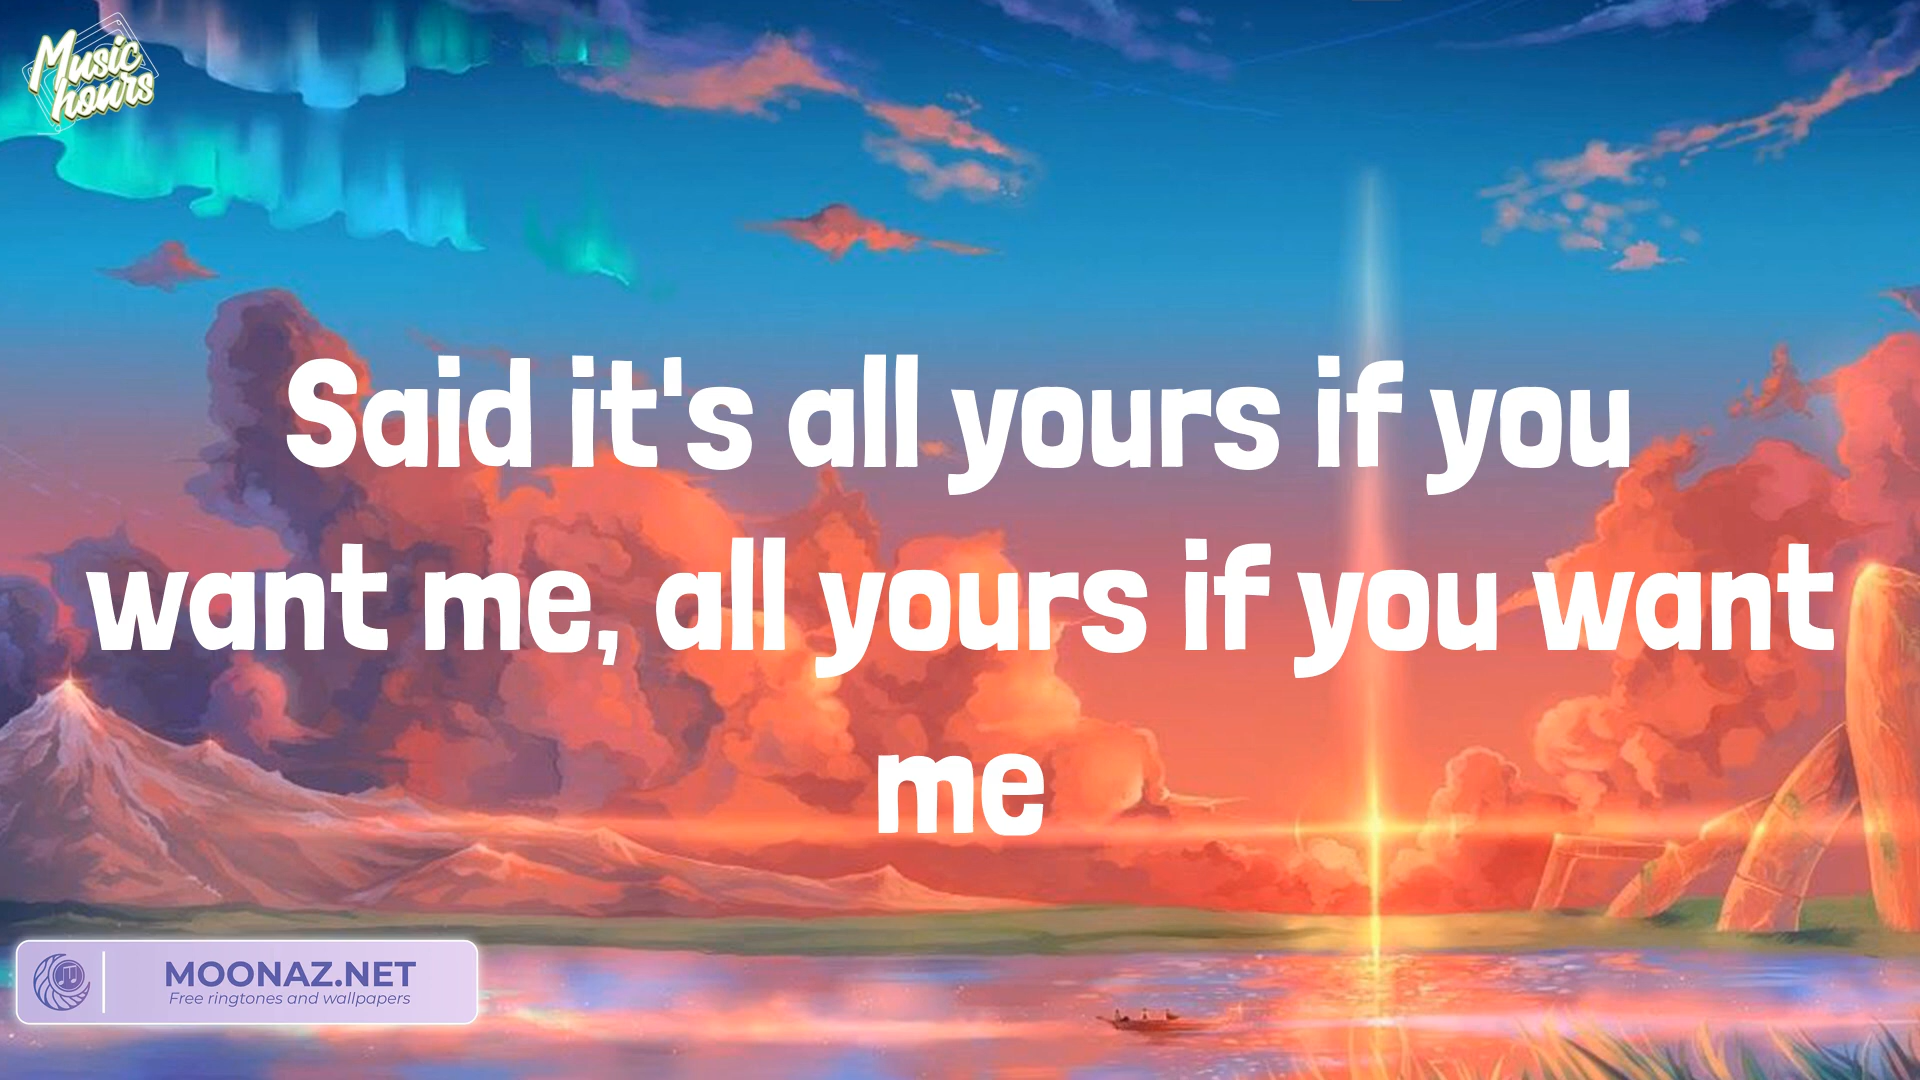 Music
hours
Said it's all yours if you
want me, all yours if you want
me
MOONAZ.NET
Free ringtones and wallpapers